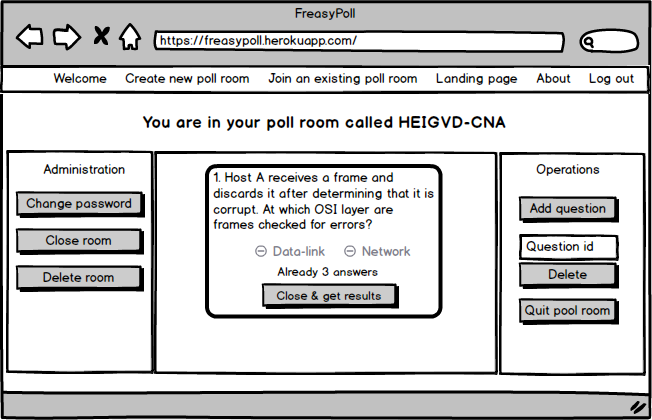 FreasyPoll
https://freasypoll.herokuapp.com/
Welcome Create new poll room Join an existing poll room Landing page About Log out
You are in your poll room called HEIGVD-CNA
Administration
Change password
Close room
Delete room
1. Host A receives a frame and
discards it after determining that it is
corrupt. At which OSI layer are
frames checked for errors?
Data-link Network
Already 3 answers
Close & get results
Operations
Add question
Question id
Delete
Quit pool room